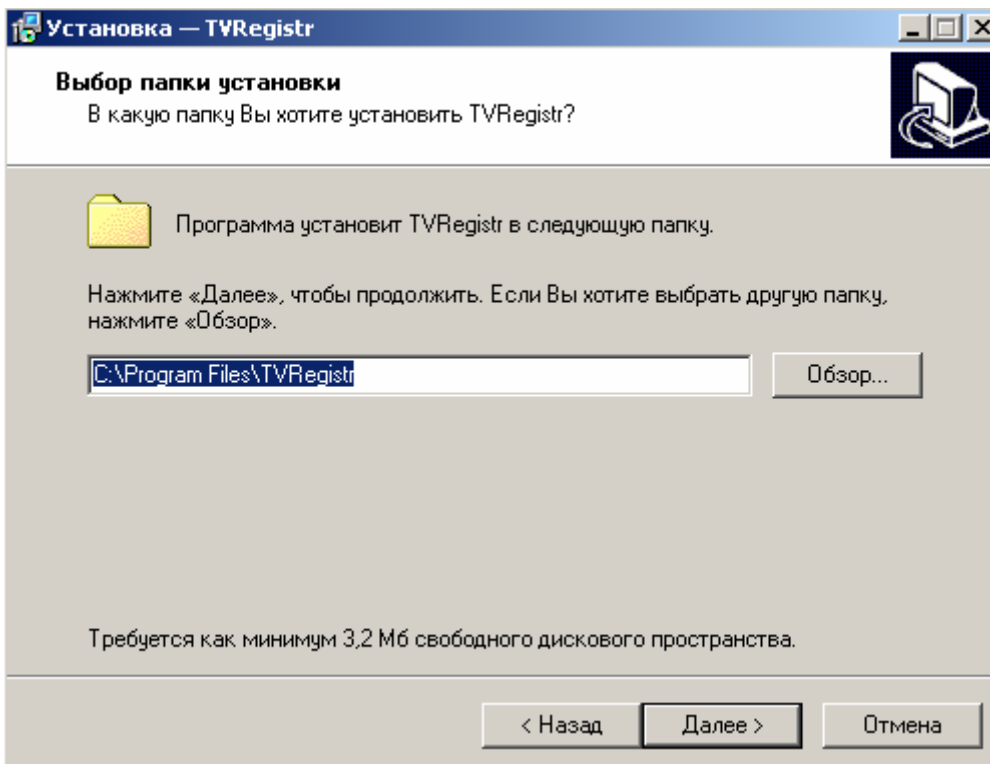 Установка — TVRegistr
Выбор папки установки
В какую папку Вы хотите установить TVRegistr?
Программа установит TVRegistr в следующую папку.
Нажмите «Далее», чтобы продолжить. Если Вы хотите выбрать другую папку,
нажмите «Обзор».
C:\Program Files\TVRegistr
Обзор...
Требуется как минимум 3,2 Мб свободного дискового пространства.
< Назад
Далее >
Отмена